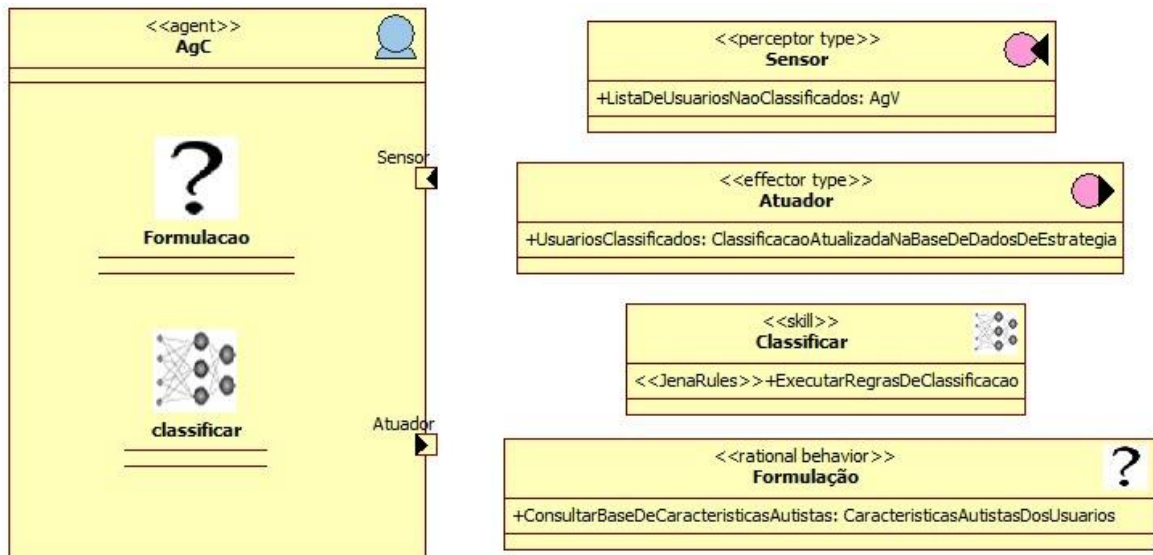 <<agent>>
AgC
Sensor
Formulacao
classificar
Atuador
<<perceptor type>>
Sensor
+ListaDeUsuariosNaoClassificados: AgV
<<effector type>>
Atuador
+UsuariosClassificados: ClassificacaoAtualizadaNaBaseDeDadosDeEstrategia
<<skill>>
Classificar
<<JenaRules>>+ExecutarRegrasDeClassificacao
<<rational behavior>>
Formulação
+ConsultarBaseDeCaracteristicasAutistas: CaracteristicasAutistasDosUsuarios